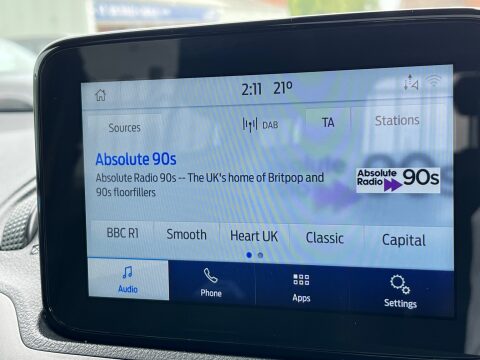 2:11 21°
Sources
DAB
TA
Stations
Absolute 90s
Absolute Radio 90s -- The UK's home of Britpop and
90s floorfillers
Absolute
Radio 90s
BBC R1 Smooth Heart UK Classic Capital
Audio Phone Apps Settings